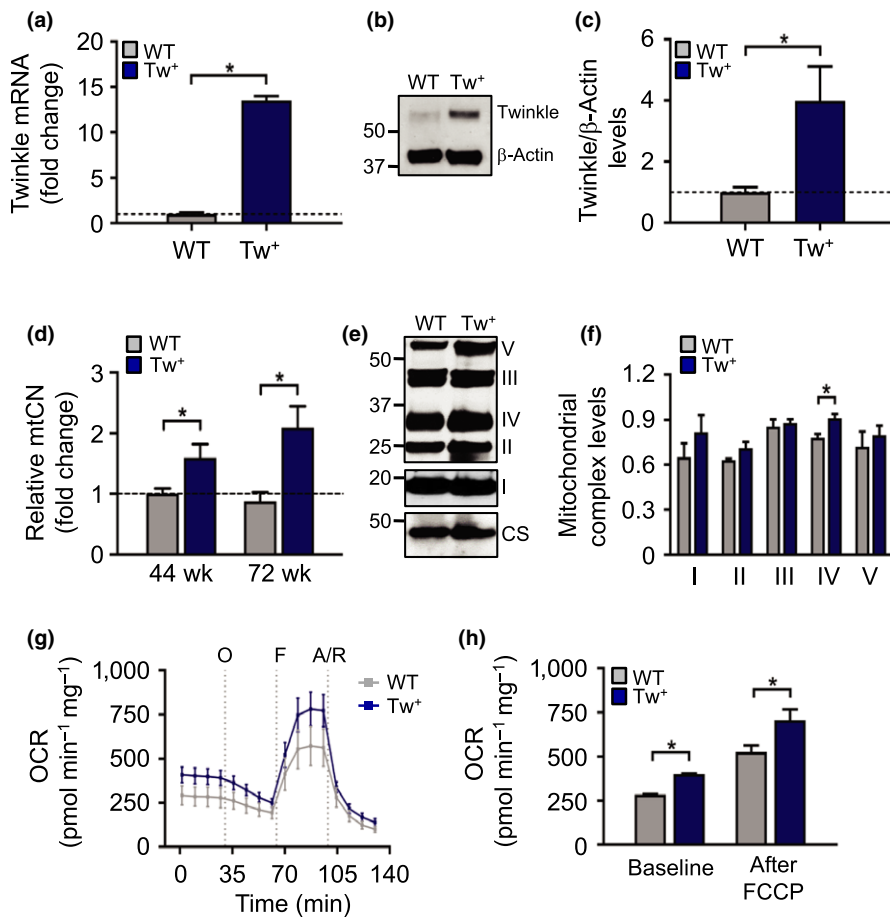 (a)
Twinkle mRNA
(fold change)
20
15
10
5
0
WT
Tw⁺
*
WT
Tw⁺
(b)
WT Tw⁺
50
37
Twinkle
β-Actin
(c)
Twinkle/β-Actin
levels
6
4
2
0
WT
Tw⁺
*
WT
Tw⁺
(d)
Relative mtCN
(fold change)
3
2
1
0
WT
Tw⁺
*
*
44 wk
72 wk
(e)
WT Tw⁺
50
37
25
20
50
V
III
IV
II
I
CS
(f)
Mitochondrial
complex levels
1.2
0.9
0.6
0.3
0
WT
Tw⁺
*
I II III IV V
(g)
OCR
(pmol min⁻¹ mg⁻¹)
1,000
750
500
250
0
O F A/R
WT
Tw⁺
0 35 70 105 140
Time (min)
(h)
OCR
(pmol min⁻¹ mg⁻¹)
1,000
750
500
250
0
WT
Tw⁺
*
*
Baseline
After
FCCP